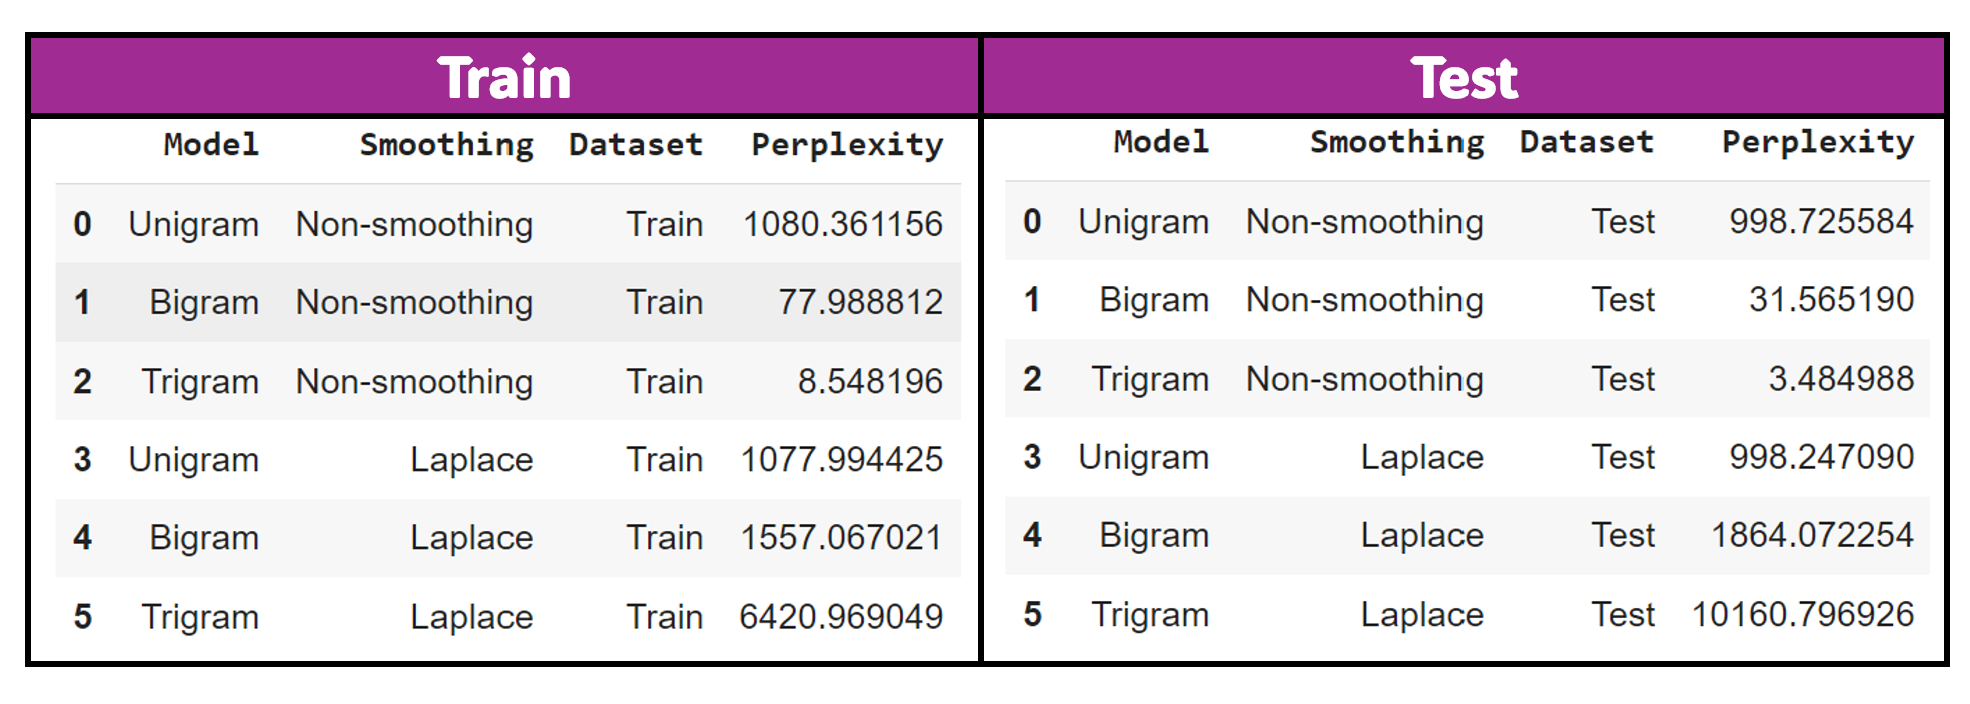 Train
Model Smoothing Dataset Perplexity
0 Unigram Non-smoothing Train 1080.361156
1 Bigram Non-smoothing Train 77.988812
2 Trigram Non-smoothing Train 8.548196
3 Unigram Laplace Train 1077.994425
4 Bigram Laplace Train 1557.067021
5 Trigram Laplace Train 6420.969049
Test
Model Smoothing Dataset Perplexity
0 Unigram Non-smoothing Test 998.725584
1 Bigram Non-smoothing Test 31.565190
2 Trigram Non-smoothing Test 3.484988
3 Unigram Laplace Test 998.247090
4 Bigram Laplace Test 1864.072254
5 Trigram Laplace Test 10160.796926